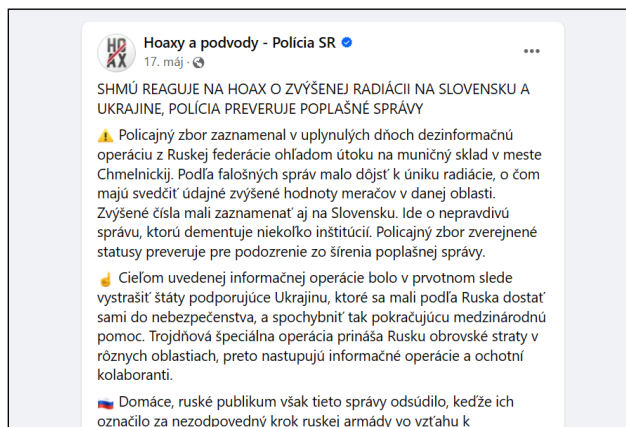 HOAX
Hoaxy a podvody - Polícia SR
17. máj ·
SHMÚ REAGUJE NA HOAX O ZVÝŠENEJ RADIÁCII NA SLOVENSKU A
UKRAJINE, POLÍCIA PREVERUJE POPLAŠNÉ SPRÁVY
⚠️ Policajný zbor zaznamenal v uplynulých dňoch dezinformačnú
operáciu z Ruskej federácie ohľadom útoku na muničný sklad v meste
Chmelnickij. Podľa falošných správ malo dôjsť k úniku radiácie, o čom
majú svedčiť údajné zvýšené hodnoty meračov v danej oblasti.
Zvýšené čísla mali zaznamenať aj na Slovensku. Ide o nepravdivú
správu, ktorú dementuje niekoľko inštitúcií. Policajný zbor zverejnené
statusy preveruje pre podozrenie zo šírenia poplašnej správy.
☝️ Cieľom uvedenej informačnej operácie bolo v prvotnom slede
vystrašiť štáty podporujúce Ukrajinu, ktoré sa mali podľa Ruska dostať
sami do nebezpečenstva, a spochybniť tak pokračujúcu medzinárodnú
pomoc. Trojdňová špeciálna operácia prináša Rusku obrovské straty v
rôznych oblastiach, preto nastupujú informačné operácie a ochotní
kolaboranti.
🇷🇺 Domáce, ruské publikum však tieto správy odsúdilo, keďže ich
označilo za nezodpovedný krok ruskej armády vo vzťahu k